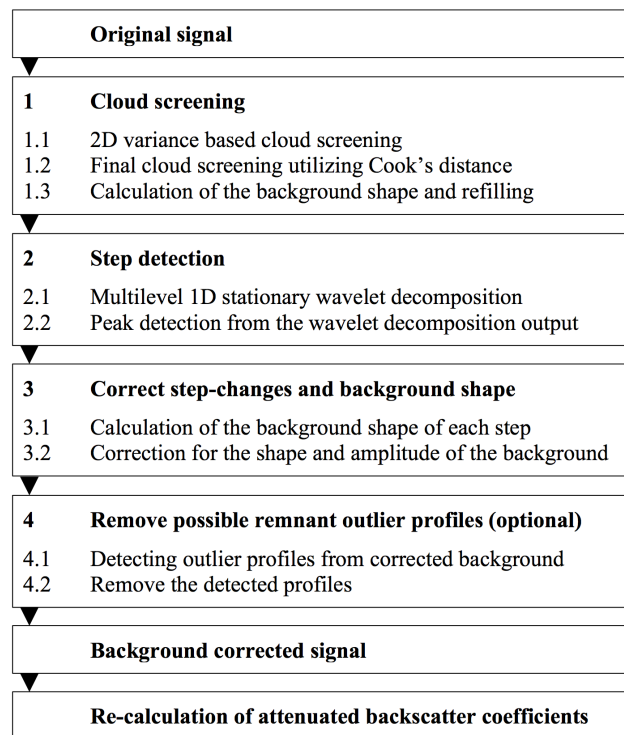 Original signal
1 Cloud screening
1.1 2D variance based cloud screening
1.2 Final cloud screening utilizing Cook's distance
1.3 Calculation of the background shape and refilling
2 Step detection
2.1 Multilevel 1D stationary wavelet decomposition
2.2 Peak detection from the wavelet decomposition output
3 Correct step-changes and background shape
3.1 Calculation of the background shape of each step
3.2 Correction for the shape and amplitude of the background
4 Remove possible remnant outlier profiles (optional)
4.1 Detecting outlier profiles from corrected background
4.2 Remove the detected profiles
Background corrected signal
Re-calculation of attenuated backscatter coefficients